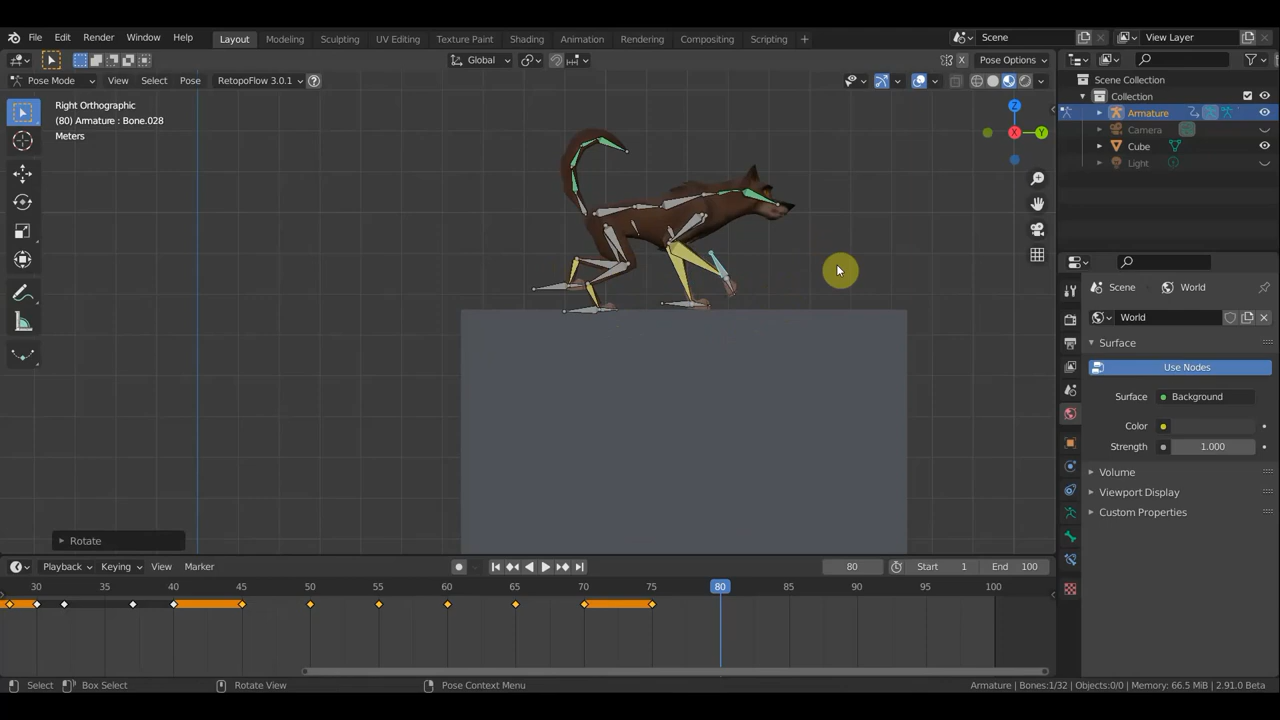 File Edit Render Window Help Layout Modeling Sculpting UV Editing Texture Paint Shading Animation Rendering Compositing Scripting + Scene View Layer
Global Pose Options
Pose Mode View Select Pose RetopoFlow 3.0.1
Right Orthographic
(80) Armature : Bone.028
Meters
Z
X
Y
Scene Collection
Collection
Armature
Camera
Cube
Light
Scene World
World
Surface
Use Nodes
Surface Background
Color
Strength 1.000
Volume
Viewport Display
Custom Properties
Rotate
Playback Keying View Marker 80 Start 1 End 100
30 40 45 50 55 60 65 70 75 80 85 90 95 100
Select Box Select Rotate View Pose Context Menu Armature | Bones:1/32 | Objects:0/0 | Memory: 66.5 MiB | 2.91.0 Beta